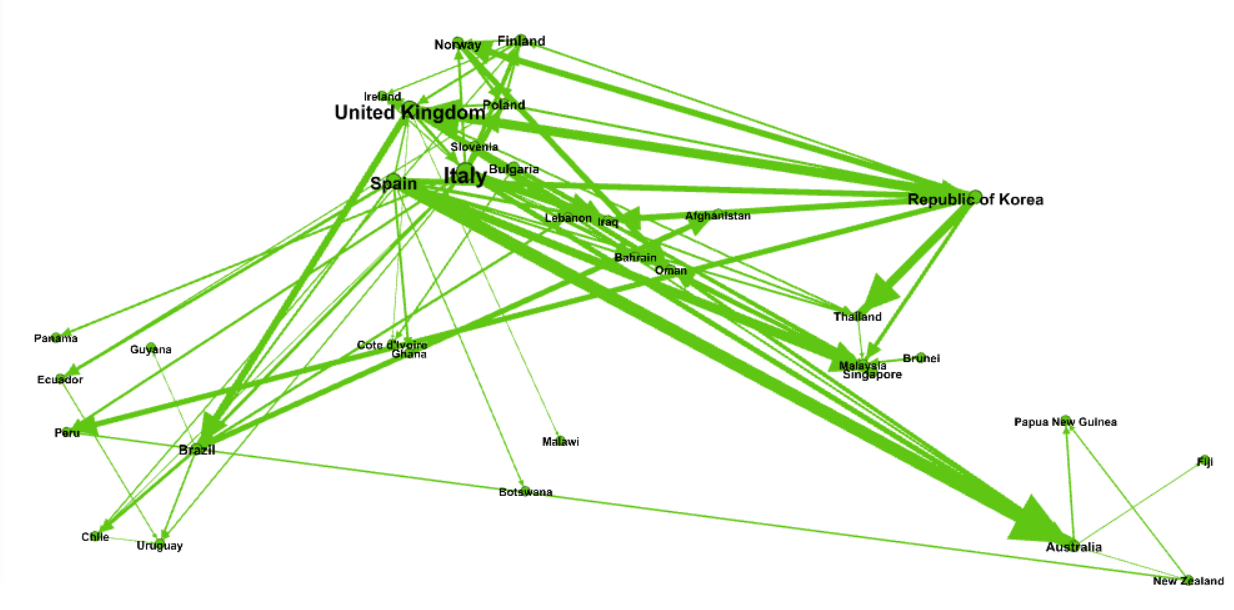 Norway
Finland
Ireland
United Kingdom
Poland
Slovenia
Italy
Bulgaria
Spain
Republic of Korea
Lebanon
Iraq
Afghanistan
Bahrain
Oman
Thailand
Panama
Guyana
Cote d'Ivoire
Ghana
Brunei
Malaysia
Singapore
Ecuador
Papua New Guinea
Peru
Malawi
Brazil
Fiji
Botswana
Chile
Uruguay
Australia
New Zealand